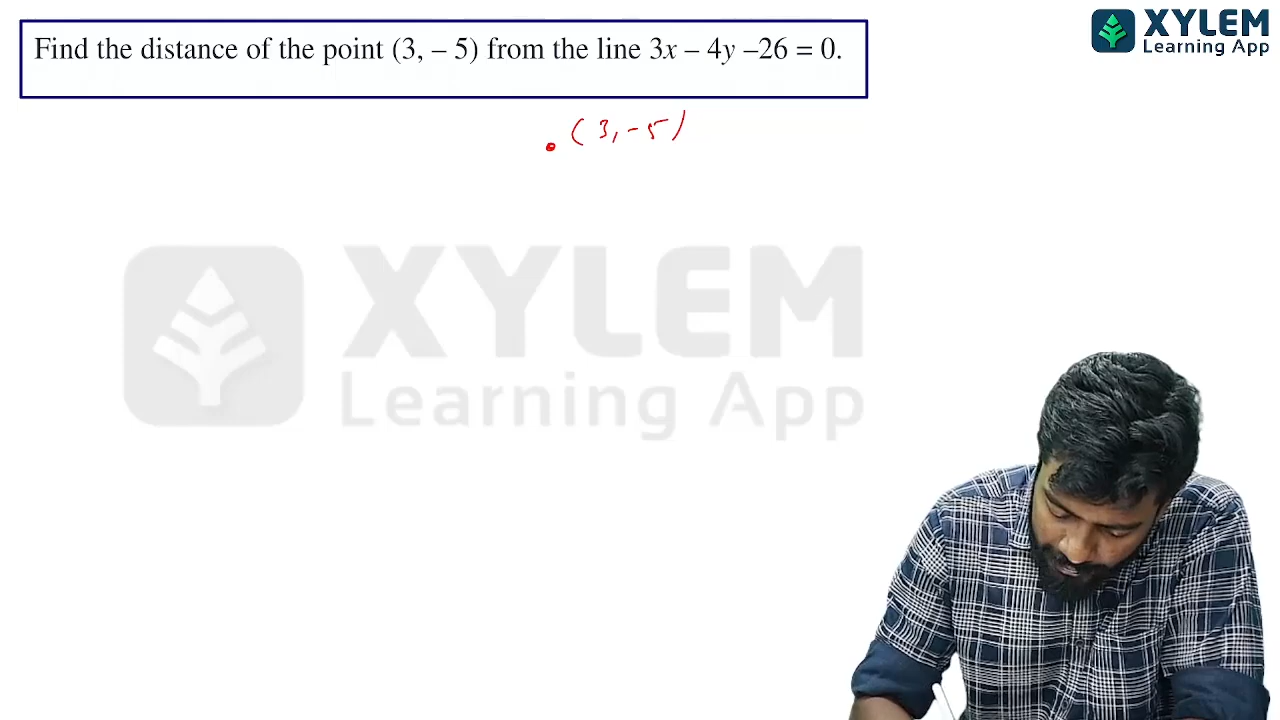 XYLEM
Learning App
Find the distance of the point (3, – 5) from the line 3x – 4y –26 = 0.
(3, -5)
XYLEM
Learning App